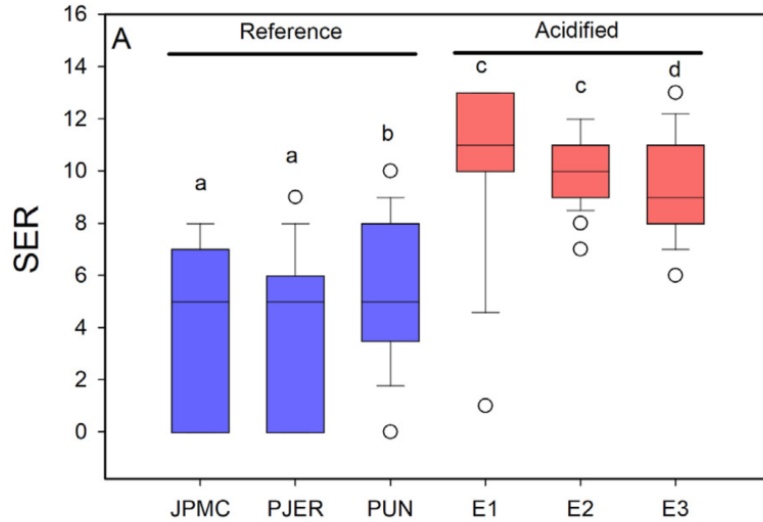 A
Reference
Acidified
SER
16
14
12
10
8
6
4
2
0
a
a
b
c
c
d
JPMC PJER PUN E1 E2 E3